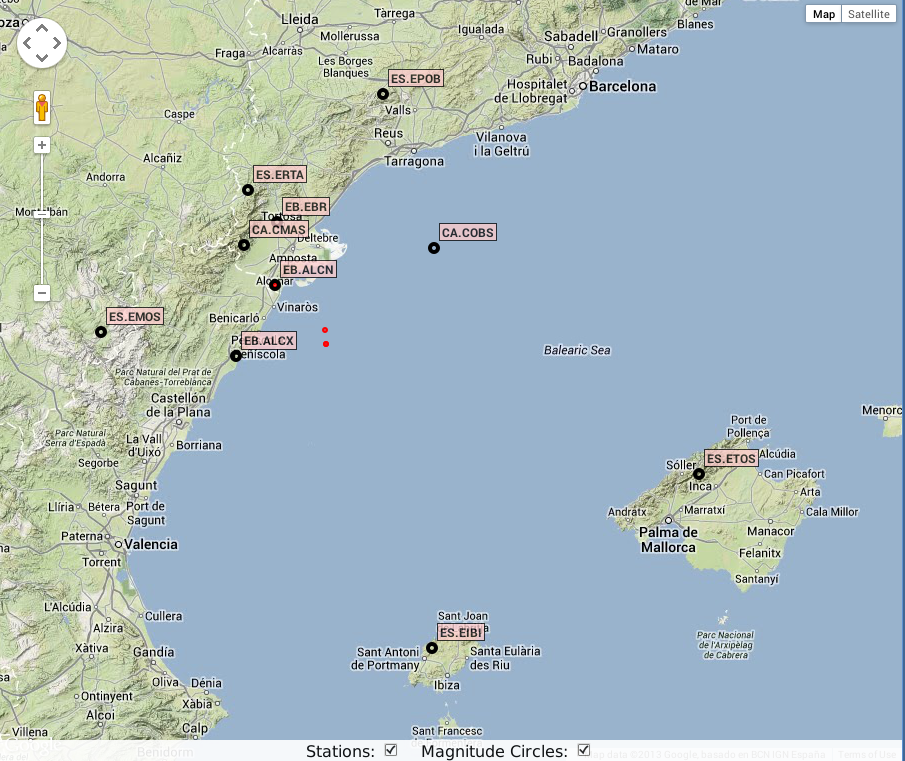 Lleida
Tàrrega
Mollerussa
Igualada
Sabadell
Granollers
Blanes
Map
Satellite
Fraga
Alcarràs
Les Borges
Blanques
Rubí
Badalona
Mataro
Hospitalet
de Llobregat
Barcelona
ES.EPOB
Valls
Caspe
Reus
Tarragona
Vilanova
i la Geltrú
Alcañiz
Andorra
ES.ERTA
EB.EBR
CA.CMAS
Deltebre
CA.COBS
Amposta
EB.ALCN
Vinaròs
ES.EMOS
Benicarló
EB.ALCX
Balearic Sea
Parc Natural del Prat de
Cabanes-Torreblanca
Castellón
de la Plana
Parc Natural
Serra d'Espadà
La Vall
d'Uixó
Borriana
Segorbe
Port de
Pollença
ES.ETOS
Alcúdia
Sóller
Inca
Can Picafort
Arta
Sagunt
Llíria
Bétera
Port de
Sagunt
Andratx
Marratxí
Cala Millor
Paterna
Valencia
Palma de
Mallorca
Manacor
Torrent
Felanitx
Santanyí
L'Alcúdia
Cullera
Alzira
Sant Joan
ES.EIBI
Parc Nacional
de l'Arxipèlag
de Cabrera
Xàtiva
Gandía
Sant Antoni
de Portmany
Santa Eulària
des Riu
Oliva
Dénia
Ibiza
Ontinyent
Xàbia
Alcoi
Calp
Villena
Sant Francesc
Benidorm
Stations:
Magnitude Circles:
Map data ©2013 Google, basado en BCN IGN España
Terms of Use